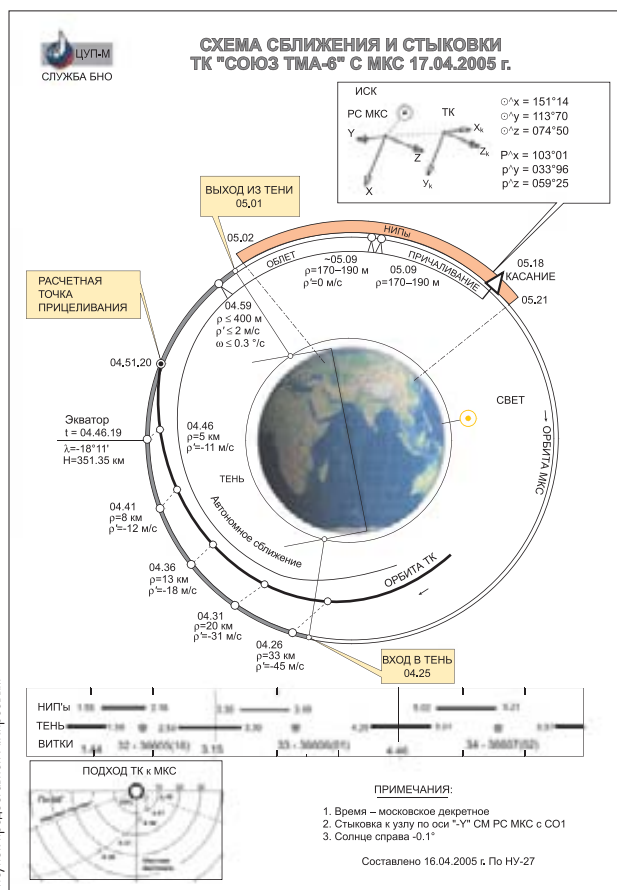 ЦУП-М
СЛУЖБА БНО
СХЕМА СБЛИЖЕНИЯ И СТЫКОВКИ
ТК "СОЮЗ ТМА-6" С МКС 17.04.2005 г.
ИСК
РС МКС
ТК
Y
Z
X
Xk
Zk
Yk
☉^x = 151°14
☉^y = 113°70
☉^z = 074°50
P^x = 103°01
p^y = 033°96
p^z = 059°25
ВЫХОД ИЗ ТЕНИ
05.01
05.02
НИПы
ОБЛЕТ
ПРИЧАЛИВАНИЕ
~05.09
ρ=170–190 м
ρ'=0 м/с
05.09
ρ=170–190 м
05.18
КАСАНИЕ
05.21
РАСЧЕТНАЯ
ТОЧКА
ПРИЦЕЛИВАНИЯ
04.59
ρ ≤ 400 м
ρ' ≤ 2 м/с
ω ≤ 0.3 °/с
04.51.20
Экватор
t = 04.46.19
λ=-18°11'
H=351.35 км
04.46
ρ=5 км
ρ'=-11 м/с
СВЕТ
ОРБИТА МКС
ТЕНЬ
Автономное сближение
04.41
ρ=8 км
ρ'=-12 м/с
04.36
ρ=13 км
ρ'=-18 м/с
ОРБИТА ТК
04.31
ρ=20 км
ρ'=-31 м/с
04.26
ρ=33 км
ρ'=-45 м/с
ВХОД В ТЕНЬ
04.25
НИП'ы
ТЕНЬ
ВИТКИ
3.15
4.46
ПОДХОД ТК к МКС
ПРИМЕЧАНИЯ:
1. Время – московское декретное
2. Стыковка к узлу по оси "-Y" СМ РС МКС с СО1
3. Солнце справа -0.1°
Составлено 16.04.2005 г. По НУ-27